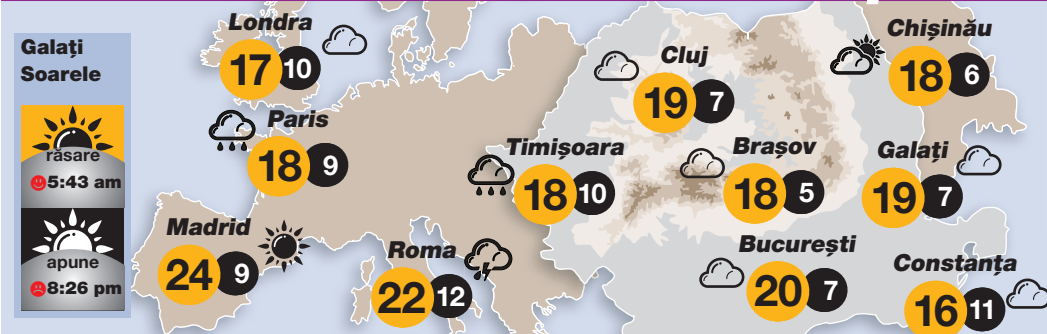 Galați
Soarele
răsare
5:43 am
apune
8:26 pm
Londra
17 10
Paris
18 9
Madrid
24 9
Roma
22 12
Timișoara
18 10
Cluj
19 7
Brașov
18 5
București
20 7
Chișinău
18 6
Galați
19 7
Constanța
16 11